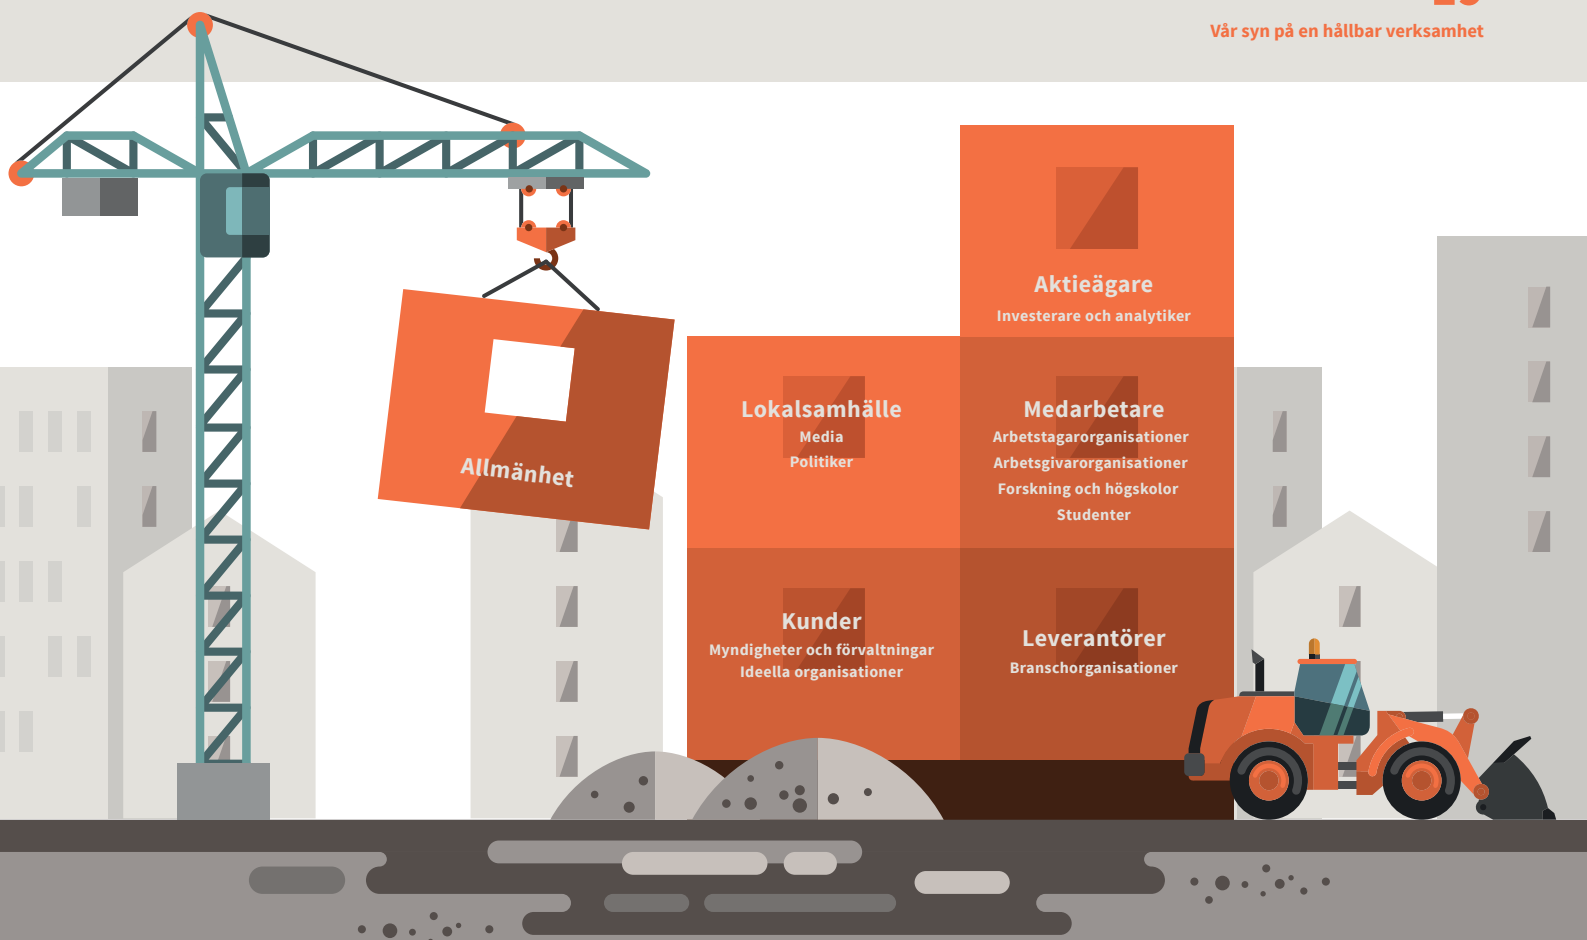 Vår syn på en hållbar verksamhet
Aktieägare
Investerare och analytiker
Allmänhet
Lokalsamhälle
Media
Politiker
Medarbetare
Arbetstagarorganisationer
Arbetsgivarorganisationer
Forskning och högskolor
Studenter
Kunder
Myndigheter och förvaltningar
Ideella organisationer
Leverantörer
Branschorganisationer